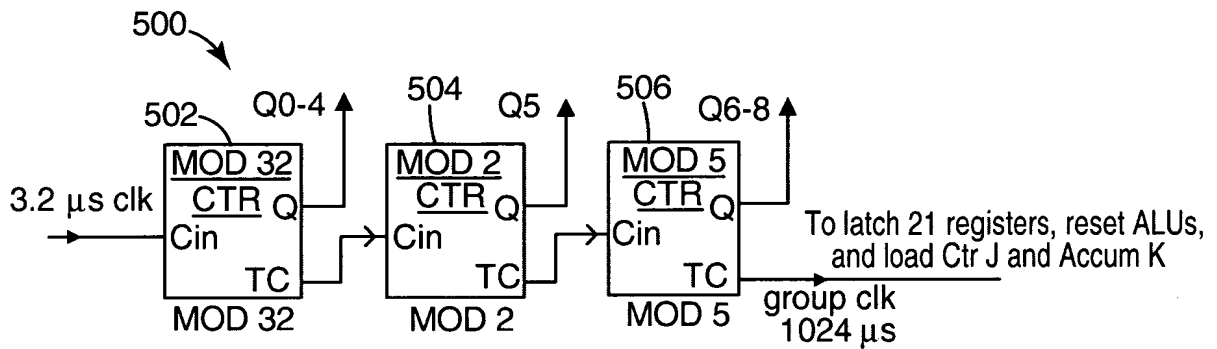 500
502
Q0-4
504
Q5
506
Q6-8
MOD 32
CTR
Q
MOD 2
CTR
Q
MOD 5
CTR
Q
3.2 µs clk
Cin
Cin
Cin
To latch 21 registers, reset ALUs,
and load Ctr J and Accum K
TC
TC
TC
MOD 32
MOD 2
MOD 5
group clk
1024 µs